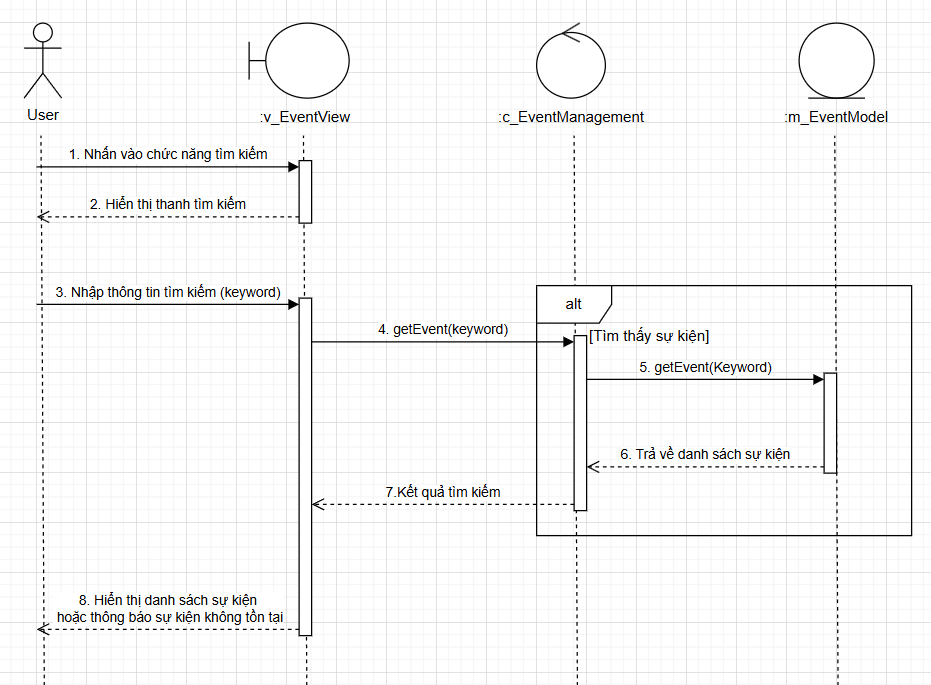 User
:v_EventView
:c_EventManagement
:m_EventModel
1. Nhấn vào chức năng tìm kiếm
2. Hiển thị thanh tìm kiếm
3. Nhập thông tin tìm kiếm (keyword)
alt
4. getEvent(keyword)
[Tìm thấy sự kiện]
5. getEvent(Keyword)
6. Trả về danh sách sự kiện
7.Kết quả tìm kiếm
8. Hiển thị danh sách sự kiện
hoặc thông báo sự kiện không tồn tại